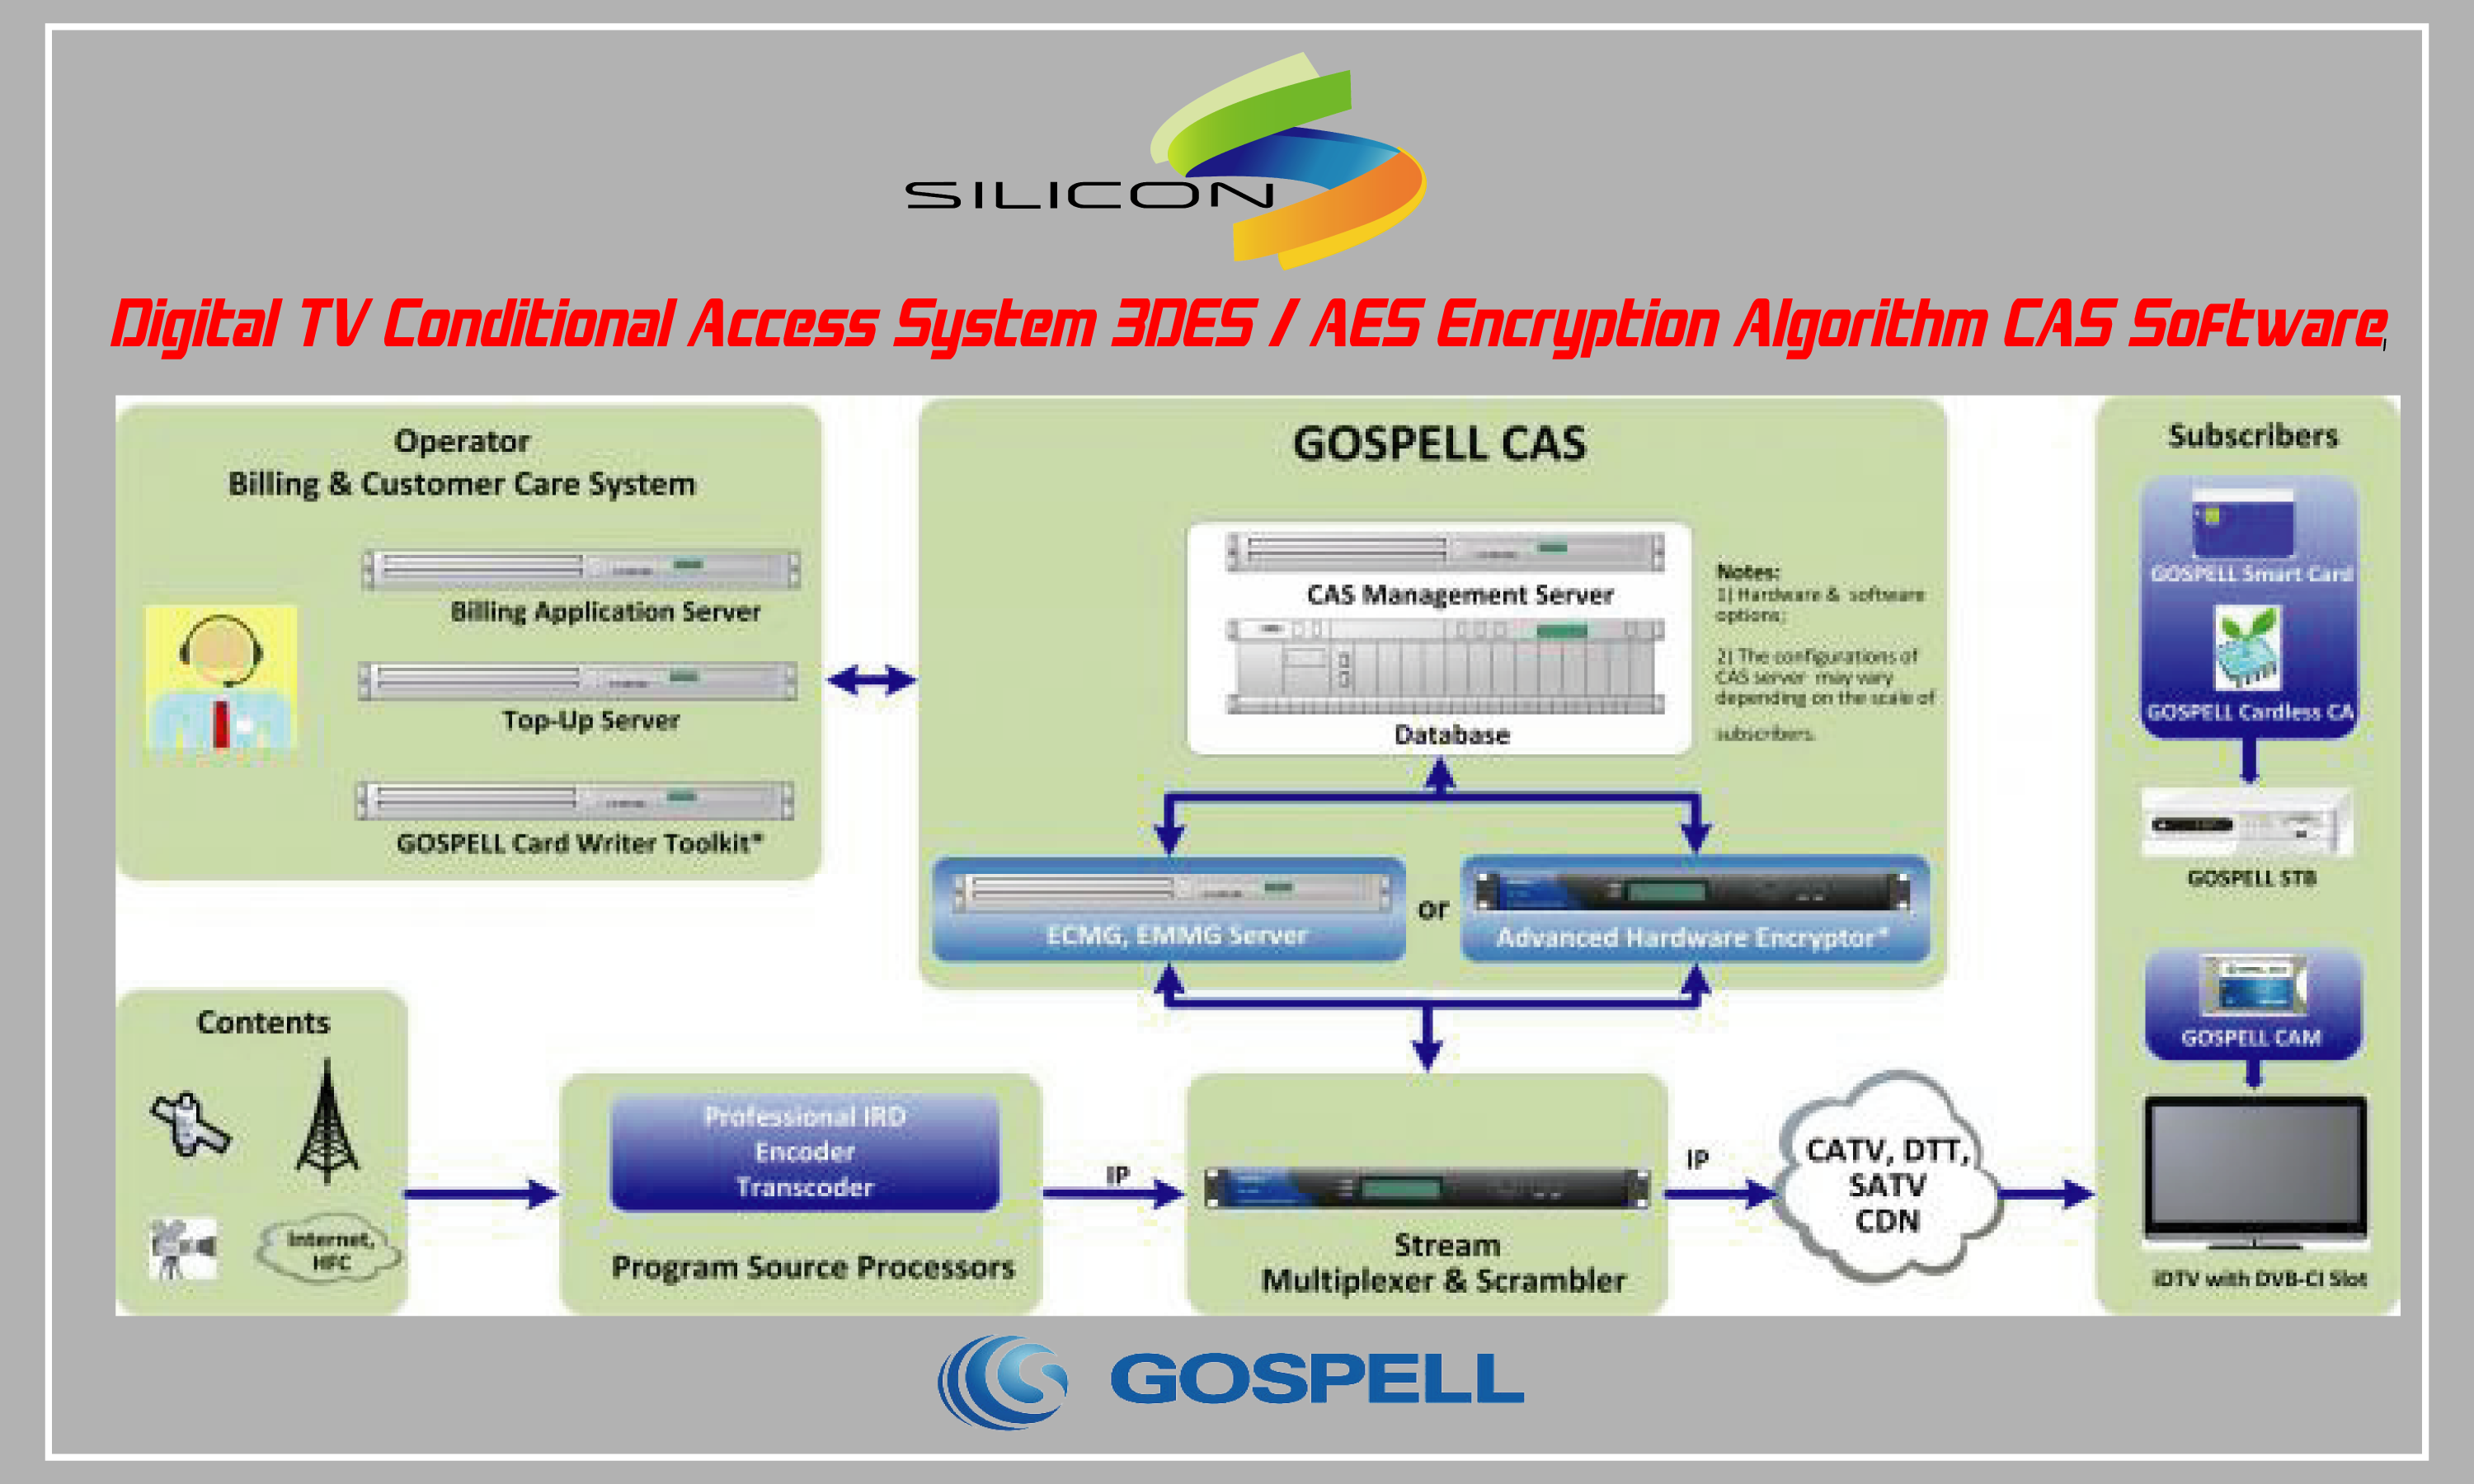 SILICON
Digital TV Conditional Access System 3DES / AES Encryption Algorithm CAS Software,
Operator
Billing & Customer Care System
Billing Application Server
Top-Up Server
GOSPELL Card Writer Toolkit*
GOSPELL CAS
CAS Management Server
Database
Notes:
1) Hardware & software
options;
2) The configurations of
CAS server may vary
depending on the scale of
subscribers.
ECMG, EMMG Server
or
Advanced Hardware Encryptor*
Subscribers
GOSPELL Smart Card
GOSPELL Cardless CA
GOSPELL STB
GOSPELL CAM
iDTV with DVB-CI Slot
Contents
Internet,
HFC
Professional IRD
Encoder
Transcoder
Program Source Processors
IP
Stream
Multiplexer & Scrambler
IP
CATV, DTT,
SATV
CDN
GOSPELL